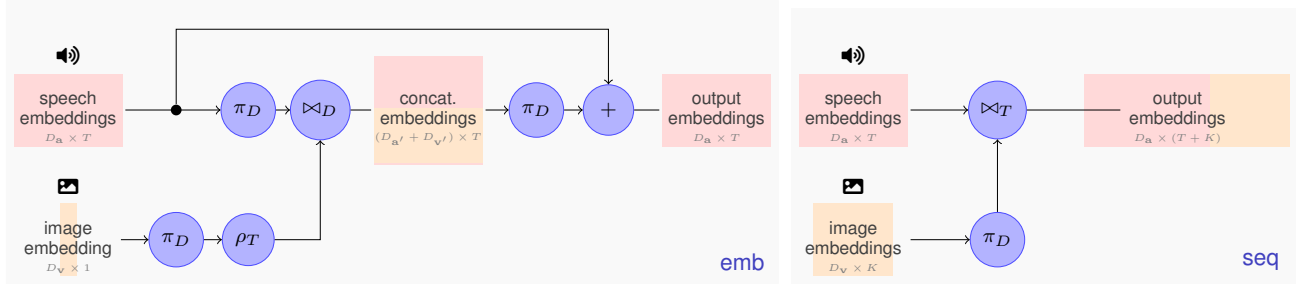 speech
embeddings
D_a × T
π_D
⋈_D
concat.
embeddings
(D_a′ + D_v′) × T
π_D
+
output
embeddings
D_a × T
image
embedding
D_v × 1
π_D
ρ_T
emb
speech
embeddings
D_a × T
⋈_T
output
embeddings
D_a × (T + K)
image
embeddings
D_v × K
π_D
seq